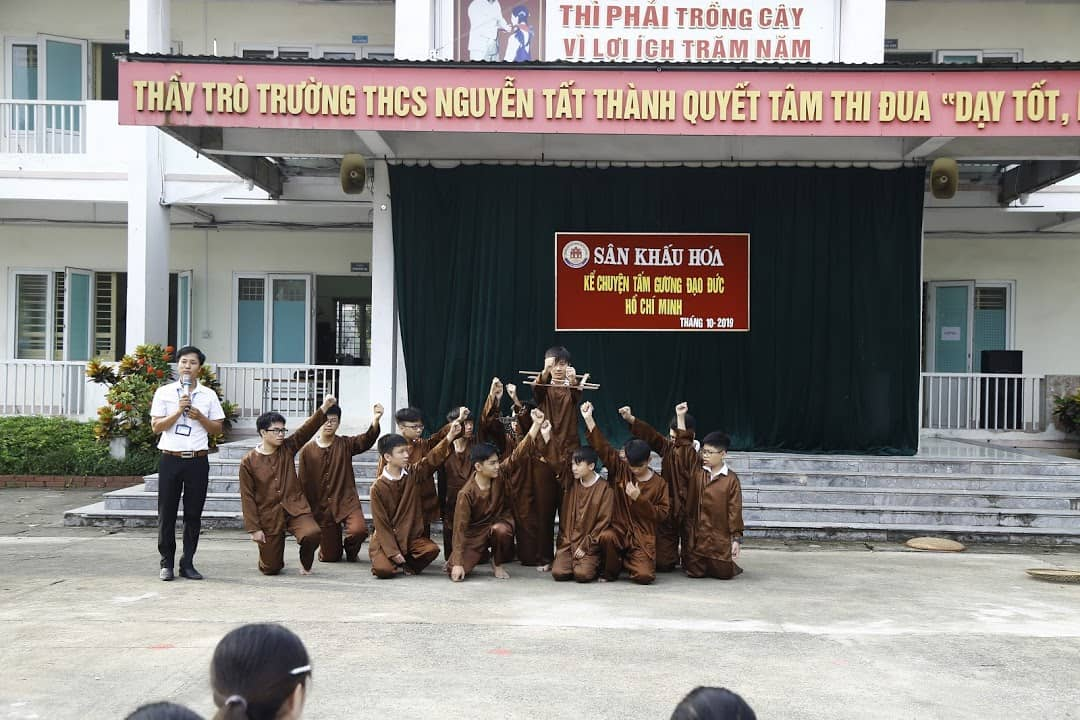 THÌ PHẢI TRỒNG CÂY
VÌ LỢI ÍCH TRĂM NĂM
THẦY TRÒ TRƯỜNG THCS NGUYỄN TẤT THÀNH QUYẾT TÂM THI ĐUA "DẠY TỐT,
SÂN KHẤU HÓA
KỂ CHUYỆN TẤM GƯƠNG ĐẠO ĐỨC
HỒ CHÍ MINH
THÁNG 10-2019